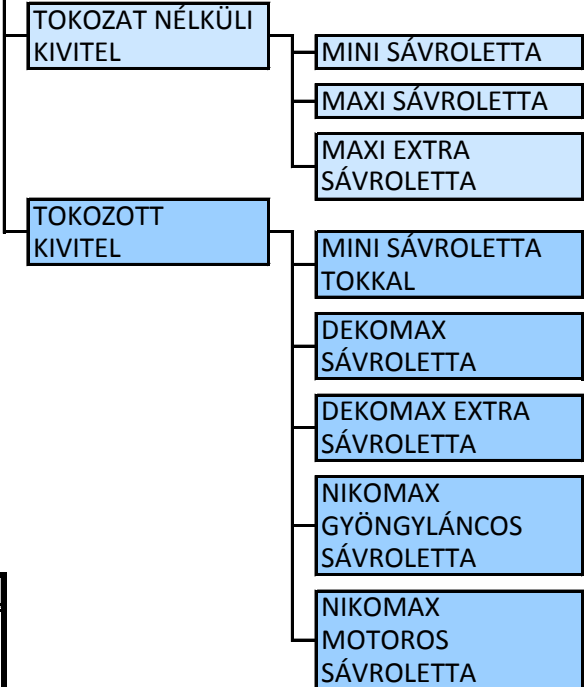 TOKOZAT NÉLKÜLI
KIVITEL
MINI SÁVROLETTA
MAXI SÁVROLETTA
MAXI EXTRA
SÁVROLETTA
TOKOZOTT
KIVITEL
MINI SÁVROLETTA
TOKKAL
DEKOMAX
SÁVROLETTA
DEKOMAX EXTRA
SÁVROLETTA
NIKOMAX
GYÖNGYLÁNCOS
SÁVROLETTA
NIKOMAX
MOTOROS
SÁVROLETTA